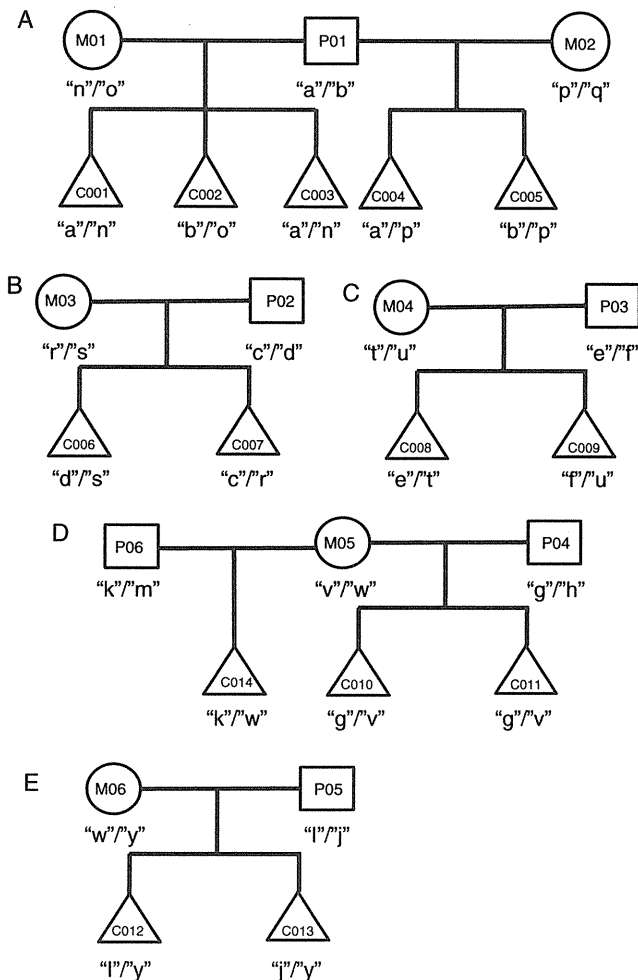 A
M01 P01 M02
“n”/”o” “a”/”b” “p”/”q”
C001 C002 C003 C004 C005
“a”/”n” “b”/”o” “a”/”n” “a”/”p” “b”/”p”
B
M03 P02
“r”/”s” “c”/”d”
C006 C007
“d”/”s” “c”/”r”
C
M04 P03
“t”/”u” “e”/”f”
C008 C009
“e”/”t” “f”/”u”
D
P06 M05 P04
“k”/”m” “v”/”w” “g”/”h”
C014 C010 C011
“k”/”w” “g”/”v” “g”/”v”
E
M06 P05
“w”/”y” “l”/”j”
C012 C013
“l”/”y” “j”/”y”